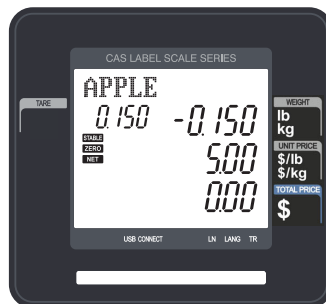 CAS LABEL SCALE SERIES
APPLE
TARE
0.150
-0.150
WEIGHT
lb
kg
STABLE
ZERO
NET
5.00
UNIT PRICE
$/lb
$/kg
0.00
TOTAL PRICE
$
USB CONNECT LN LANG TR